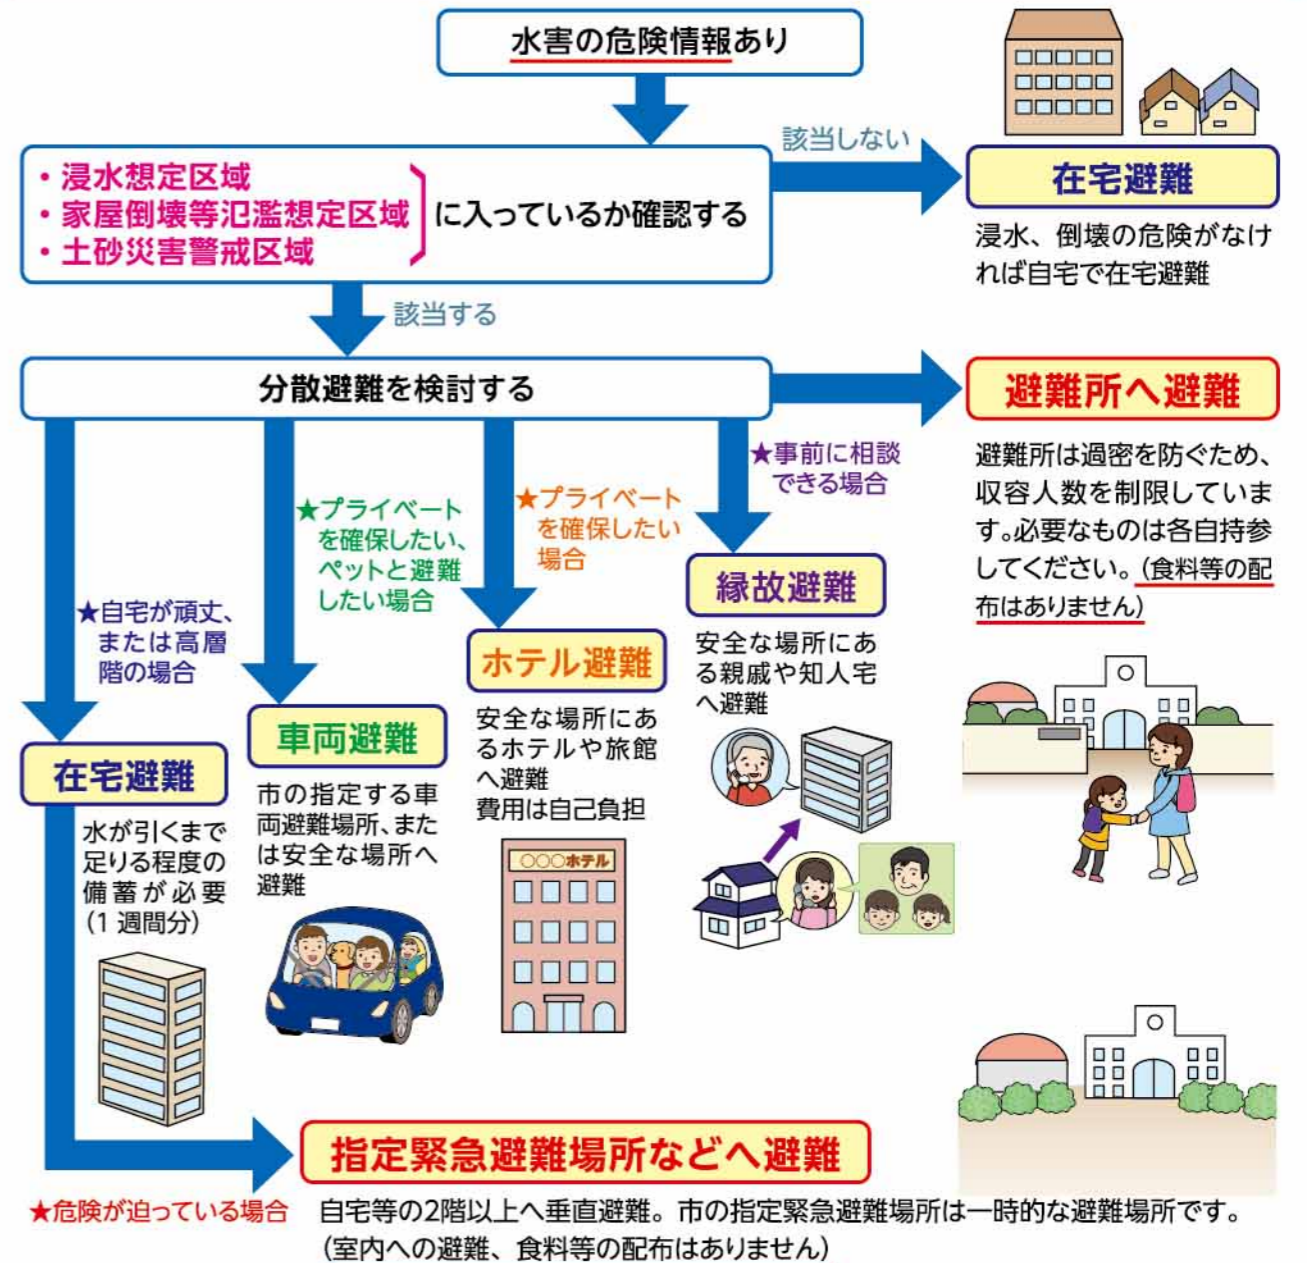 水害の危険情報あり
・浸水想定区域
・家屋倒壊等氾濫想定区域
・土砂災害警戒区域
に入っているか確認する
該当しない
在宅避難
浸水、倒壊の危険がなけ
れば自宅で在宅避難
該当する
分散避難を検討する
避難所へ避難
避難所は過密を防ぐため、
収容人数を制限していま
す。必要なものは各自持参
してください。(食料等の配
布はありません)
★自宅が頑丈、
または高層
階の場合
在宅避難
水が引くまで
足りる程度の
備蓄が必要
(1週間分)
★プライベート
を確保したい、
ペットと避難
したい場合
車両避難
市の指定する車
両避難場所、また
は安全な場所へ
避難
★プライベート
を確保したい
場合
ホテル避難
安全な場所にあ
るホテルや旅館
へ避難
費用は自己負担
○○○ホテル
★事前に相談
できる場合
縁故避難
安全な場所にあ
る親戚や知人宅
へ避難
★危険が迫っている場合
指定緊急避難場所などへ避難
自宅等の2階以上へ垂直避難。市の指定緊急避難場所は一時的な避難場所です。
(室内への避難、食料等の配布はありません)